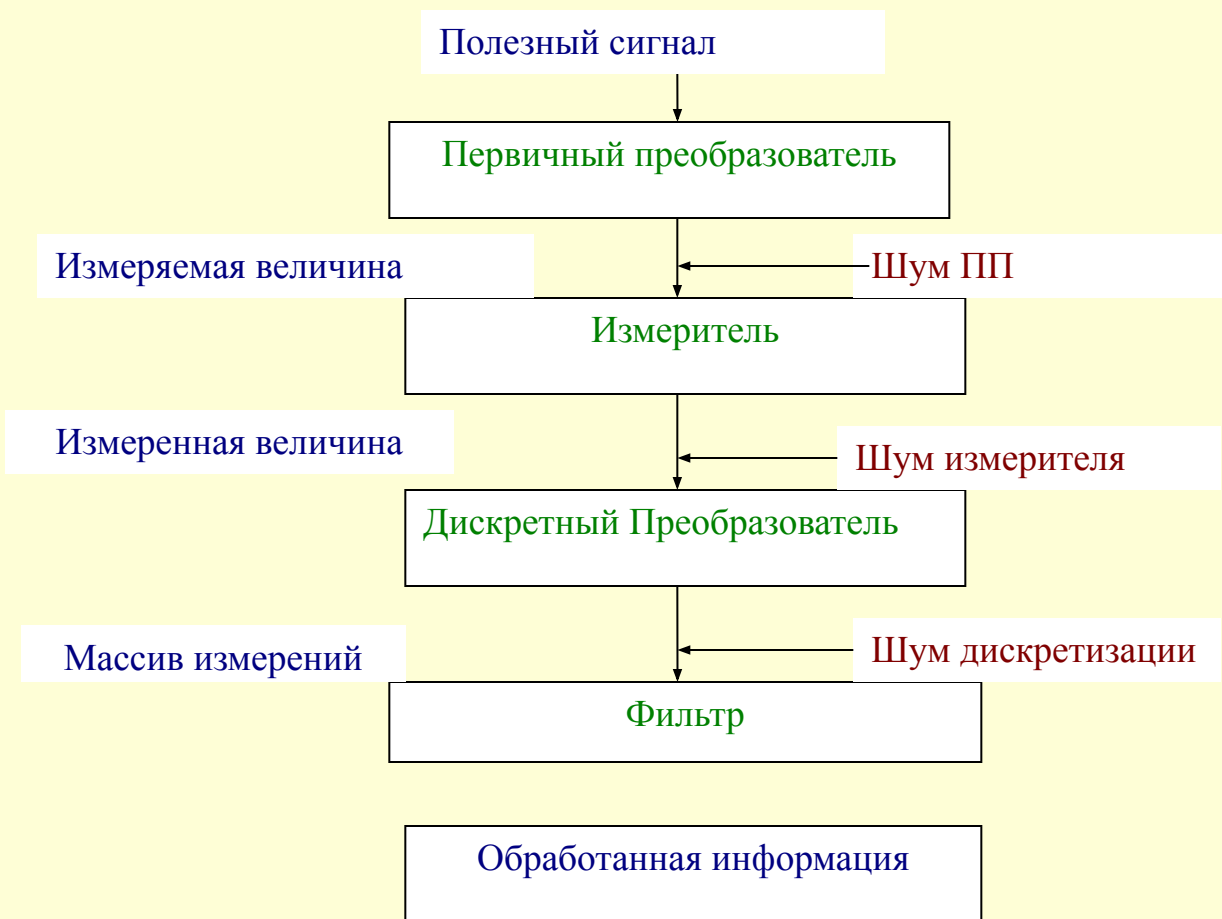 Полезный сигнал
Первичный преобразователь
Измеряемая величина
Шум ПП
Измеритель
Измеренная величина
Шум измерителя
Дискретный Преобразователь
Массив измерений
Шум дискретизации
Фильтр
Обработанная информация